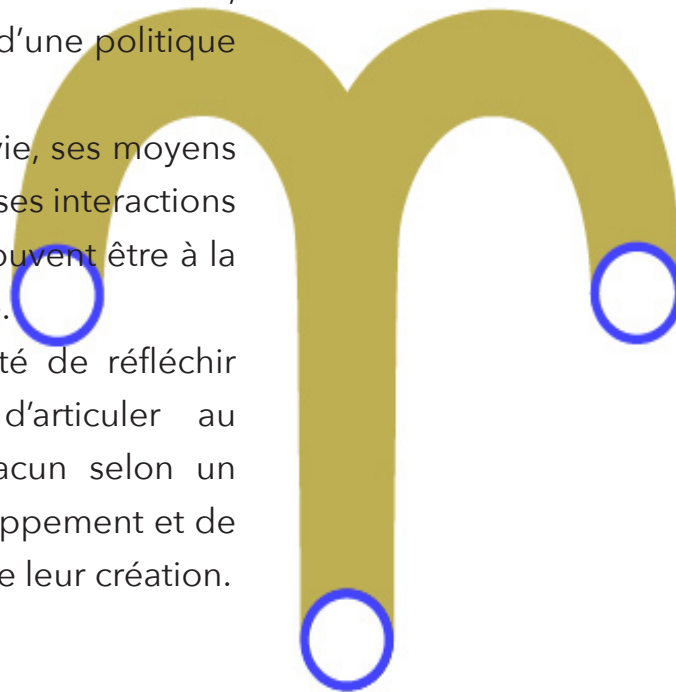 d’une politique
vie, ses moyens
ses interactions
ouvent être à la
.
té de réfléchir
d’articuler au
acun selon un
ppement et de
e leur création.